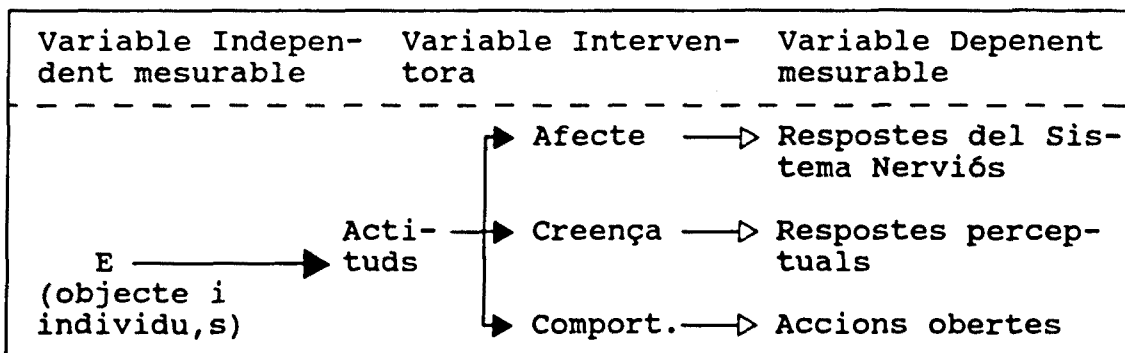 Variable Indepen- Variable Interven- Variable Depenent
dent mesurable tora mesurable
Afecte Respostes del Sis-
tema Nerviós
Acti- Creença Respostes percep-
E tuds tuals
(objecte i
individu,s) Comport. Accions obertes